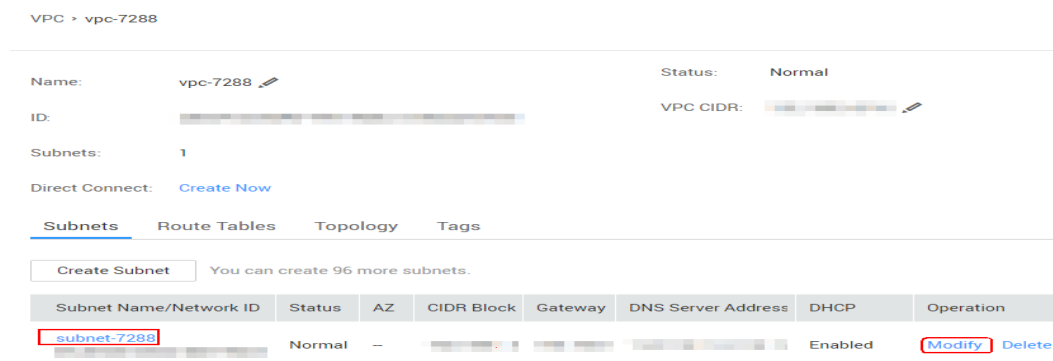 VPC > vpc-7288
Name: vpc-7288
Status: Normal
ID:
VPC CIDR:
Subnets: 1
Direct Connect: Create Now
Subnets Route Tables Topology Tags
Create Subnet You can create 96 more subnets.
Subnet Name/Network ID Status AZ CIDR Block Gateway DNS Server Address DHCP Operation
subnet-7288 Normal -- Enabled Modify Delete